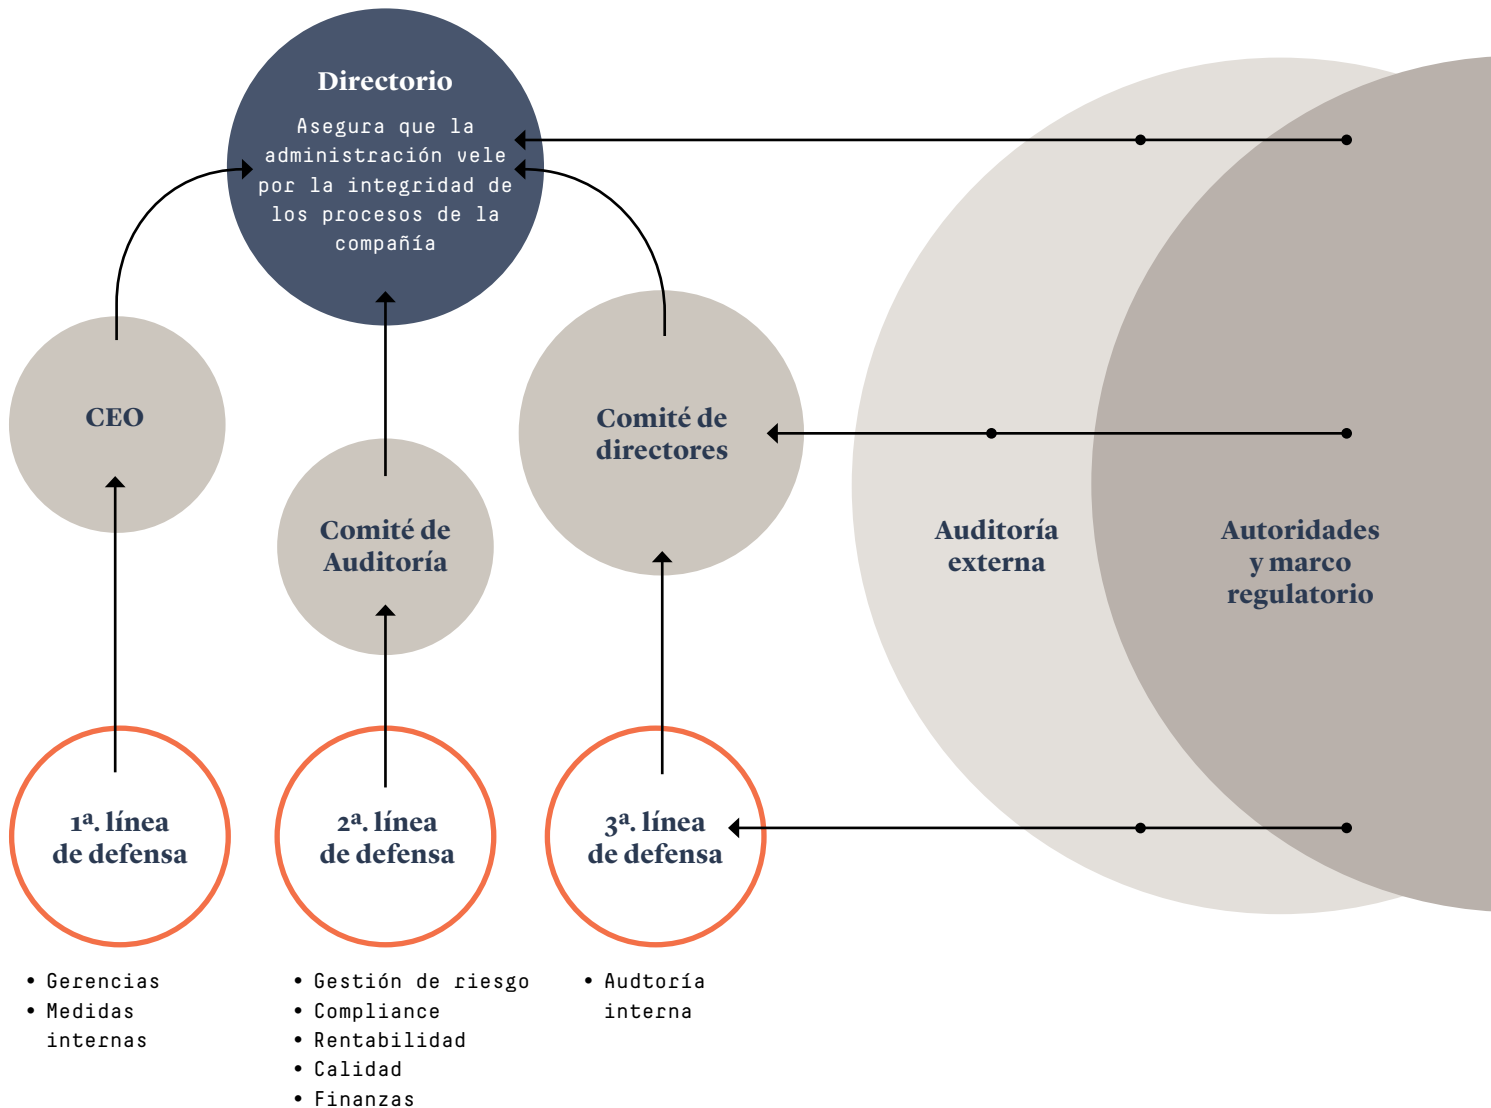 Directorio
Asegura que la
administración vele
por la integridad de
los procesos de la
compañía
CEO
Comité de
Auditoría
Comité de
directores
Auditoría
externa
Autoridades
y marco
regulatorio
1ª. línea
de defensa
2ª. línea
de defensa
3ª. línea
de defensa
• Gerencias
• Medidas
internas
• Gestión de riesgo
• Compliance
• Rentabilidad
• Calidad
• Finanzas
• Audtoría
interna